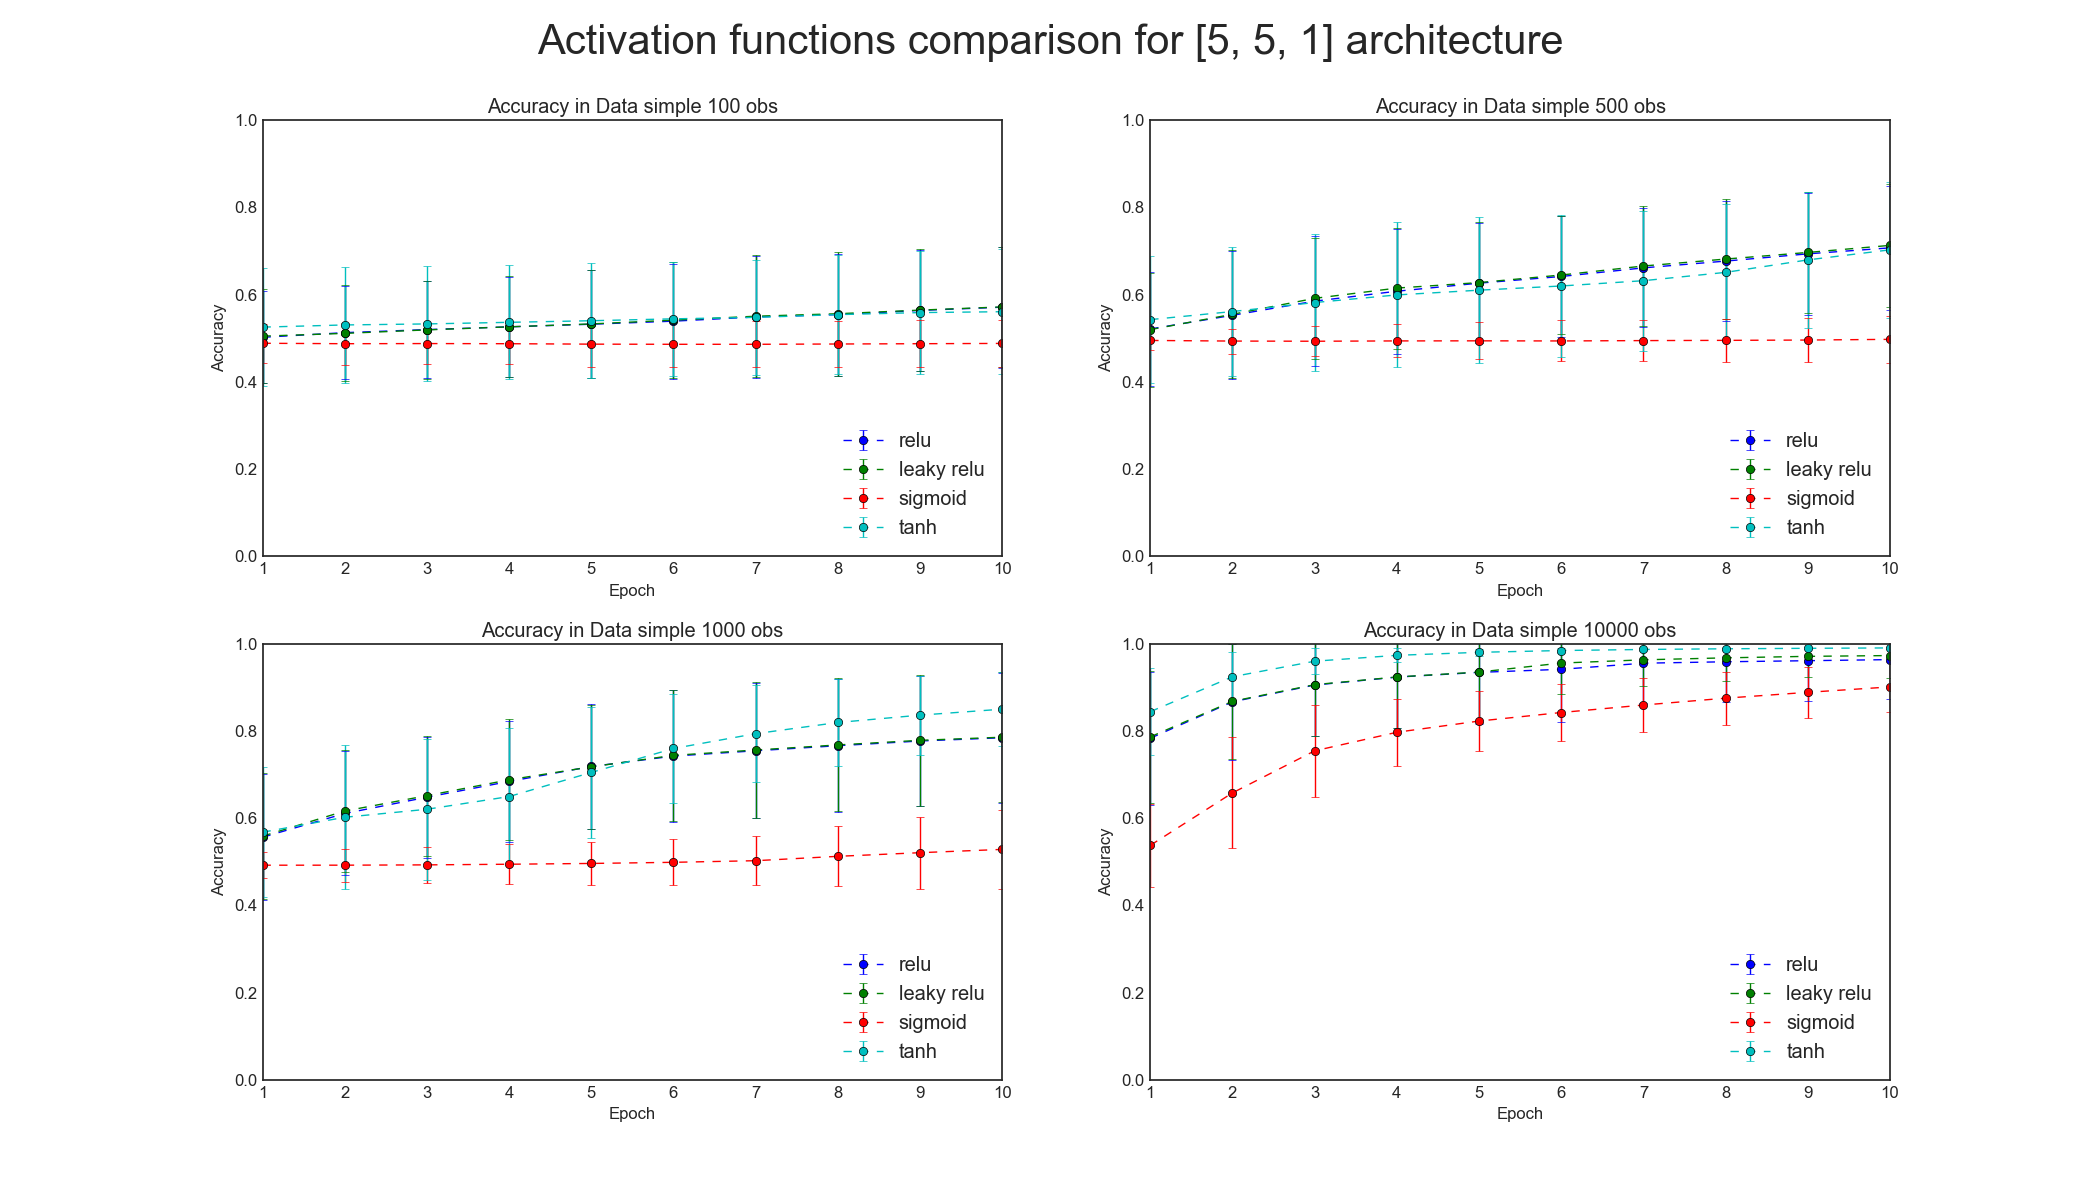 Activation functions comparison for [5, 5, 1] architecture
Accuracy in Data simple 100 obs
1.0
0.8
0.6
0.4
0.2
0.0
Accuracy
1 2 3 4 5 6 7 8 9 10
Epoch
relu
leaky relu
sigmoid
tanh
Accuracy in Data simple 500 obs
1.0
0.8
0.6
0.4
0.2
0.0
Accuracy
1 2 3 4 5 6 7 8 9 10
Epoch
relu
leaky relu
sigmoid
tanh
Accuracy in Data simple 1000 obs
1.0
0.8
0.6
0.4
0.2
0.0
Accuracy
1 2 3 4 5 6 7 8 9 10
Epoch
relu
leaky relu
sigmoid
tanh
Accuracy in Data simple 10000 obs
1.0
0.8
0.6
0.4
0.2
0.0
Accuracy
1 2 3 4 5 6 7 8 9 10
Epoch
relu
leaky relu
sigmoid
tanh